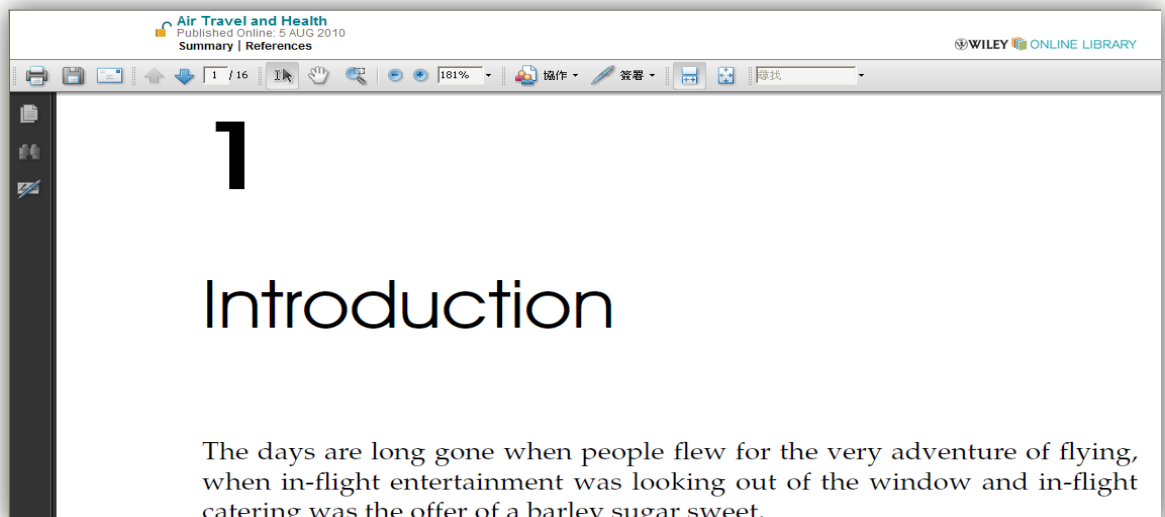 Air Travel and Health
Published Online: 5 AUG 2010
Summary | References
WILEY ONLINE LIBRARY
1 / 16 181% 協作 簽署 尋找
1
Introduction
The days are long gone when people flew for the very adventure of flying,
when in-flight entertainment was looking out of the window and in-flight
catering was the offer of a barley sugar sweet.